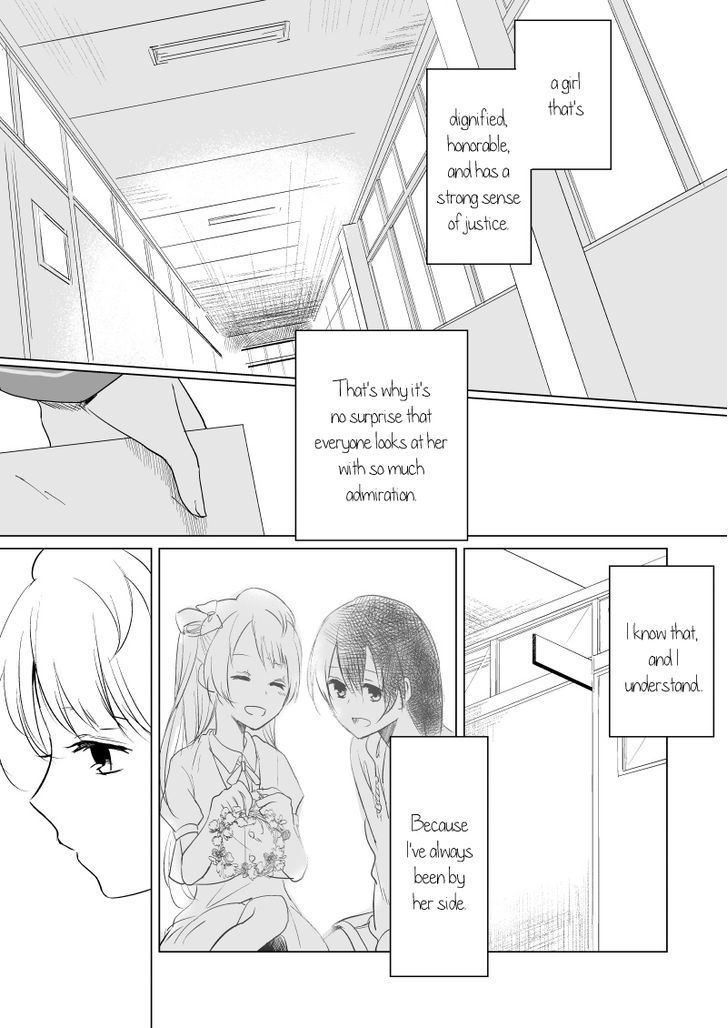 a girl
that's
dignified,
honorable,
and has a
strong sense
of justice.
That's why it's
no surprise that
everyone looks at her
with so much
admiration.
I know that,
and I
understand..
Because
I've always
been by
her side.